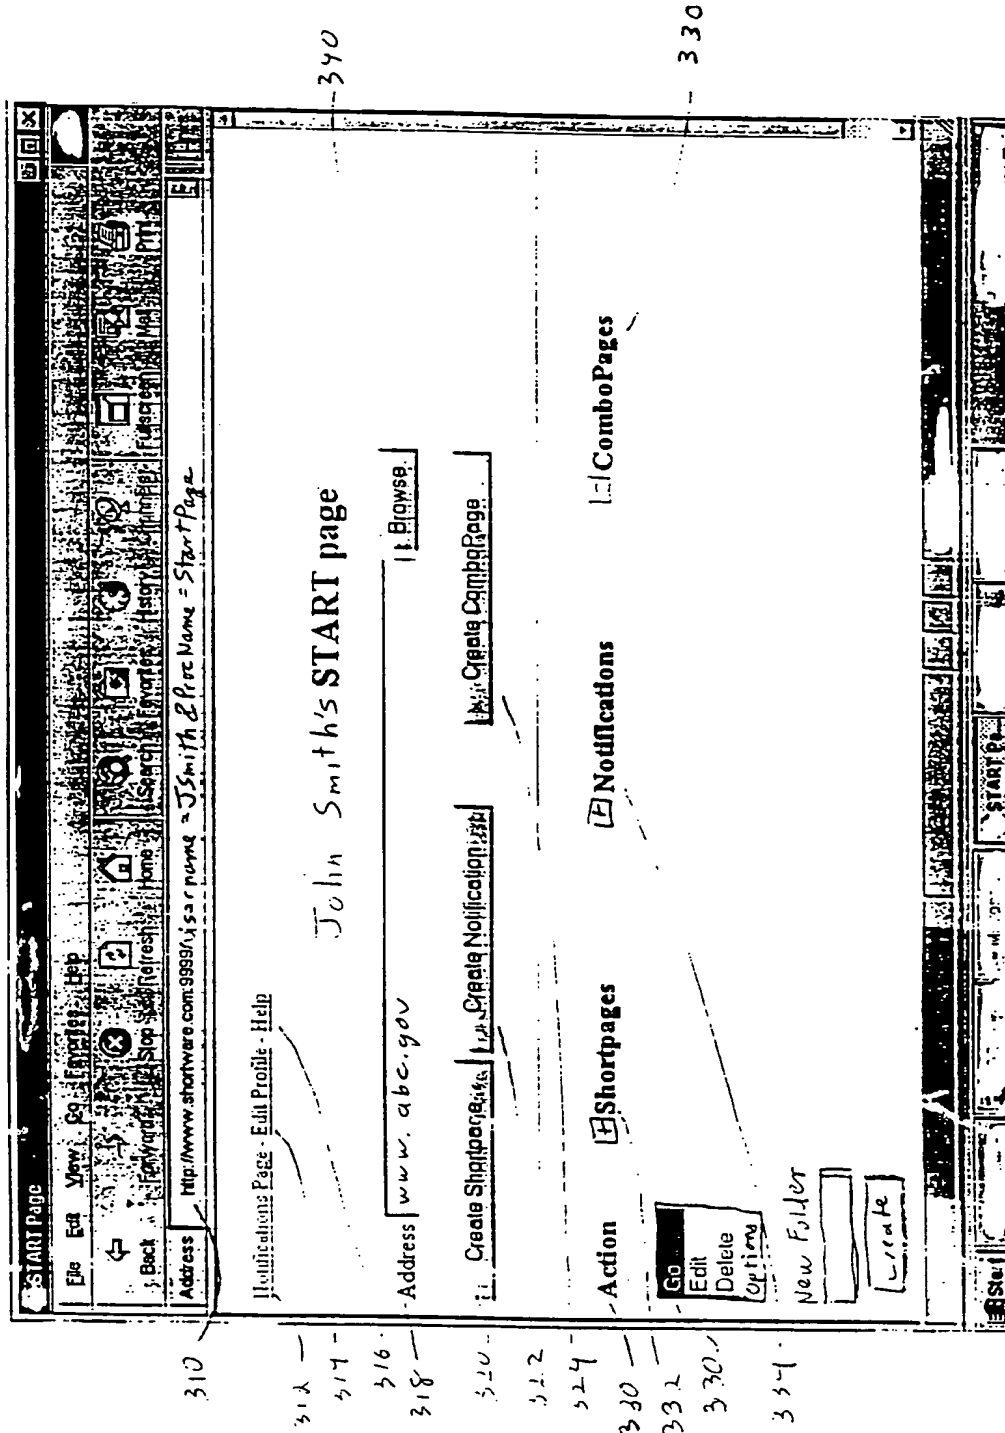 START Page
File Edit View Go Favorites Help
Back Forward Stop Refresh Home Search Favorites History Fullscreen Mail Print
Address http://www.shortware.com:9999/usarname=JSmith&ProcName=StartPage
310
Notifications Page - Edit Profile - Help
312
314
340
John Smith's START page
316
Address www.abc.gov Browse
318
Create Shortpage Create Notification Create ComboPage
320
322
324
Action Shortpages Notifications ComboPages
330
332
330
330
Go
Edit
Delete
Options
334
New Folder
Create
Start START Pa